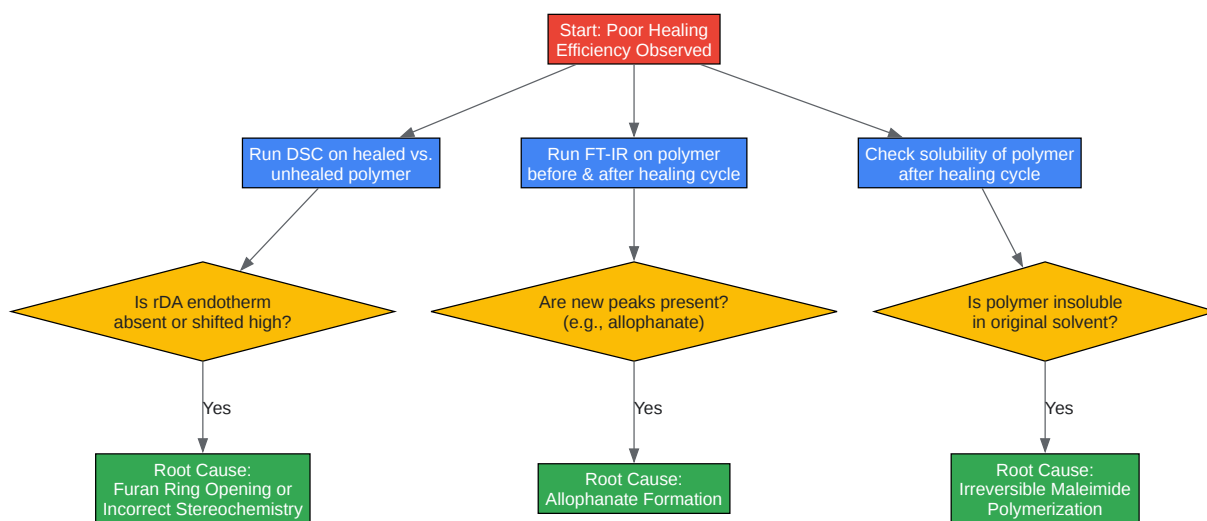 Start: Poor Healing
Efficiency Observed
Run DSC on healed vs.
unhealed polymer
Run FT-IR on polymer
before & after healing cycle
Check solubility of polymer
after healing cycle
Is rDA endotherm
absent or shifted high?
Are new peaks present?
(e.g., allophanate)
Is polymer insoluble
in original solvent?
Yes
Yes
Yes
Root Cause:
Furan Ring Opening or
Incorrect Stereochemistry
Root Cause:
Allophanate Formation
Root Cause:
Irreversible Maleimide
Polymerization